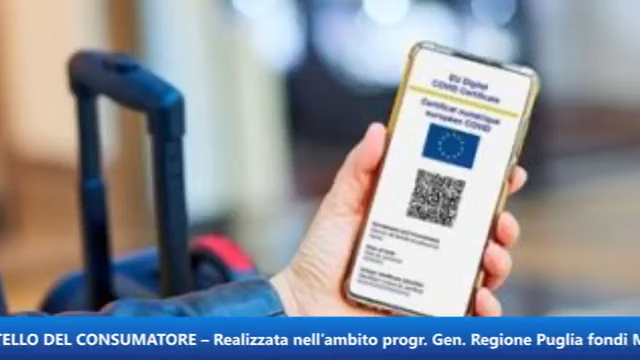 EU Digital
COVID Certificate
Certificat numérique
européen COVID
TELLO DEL CONSUMATORE – Realizzata nell'ambito progr. Gen. Regione Puglia fondi M